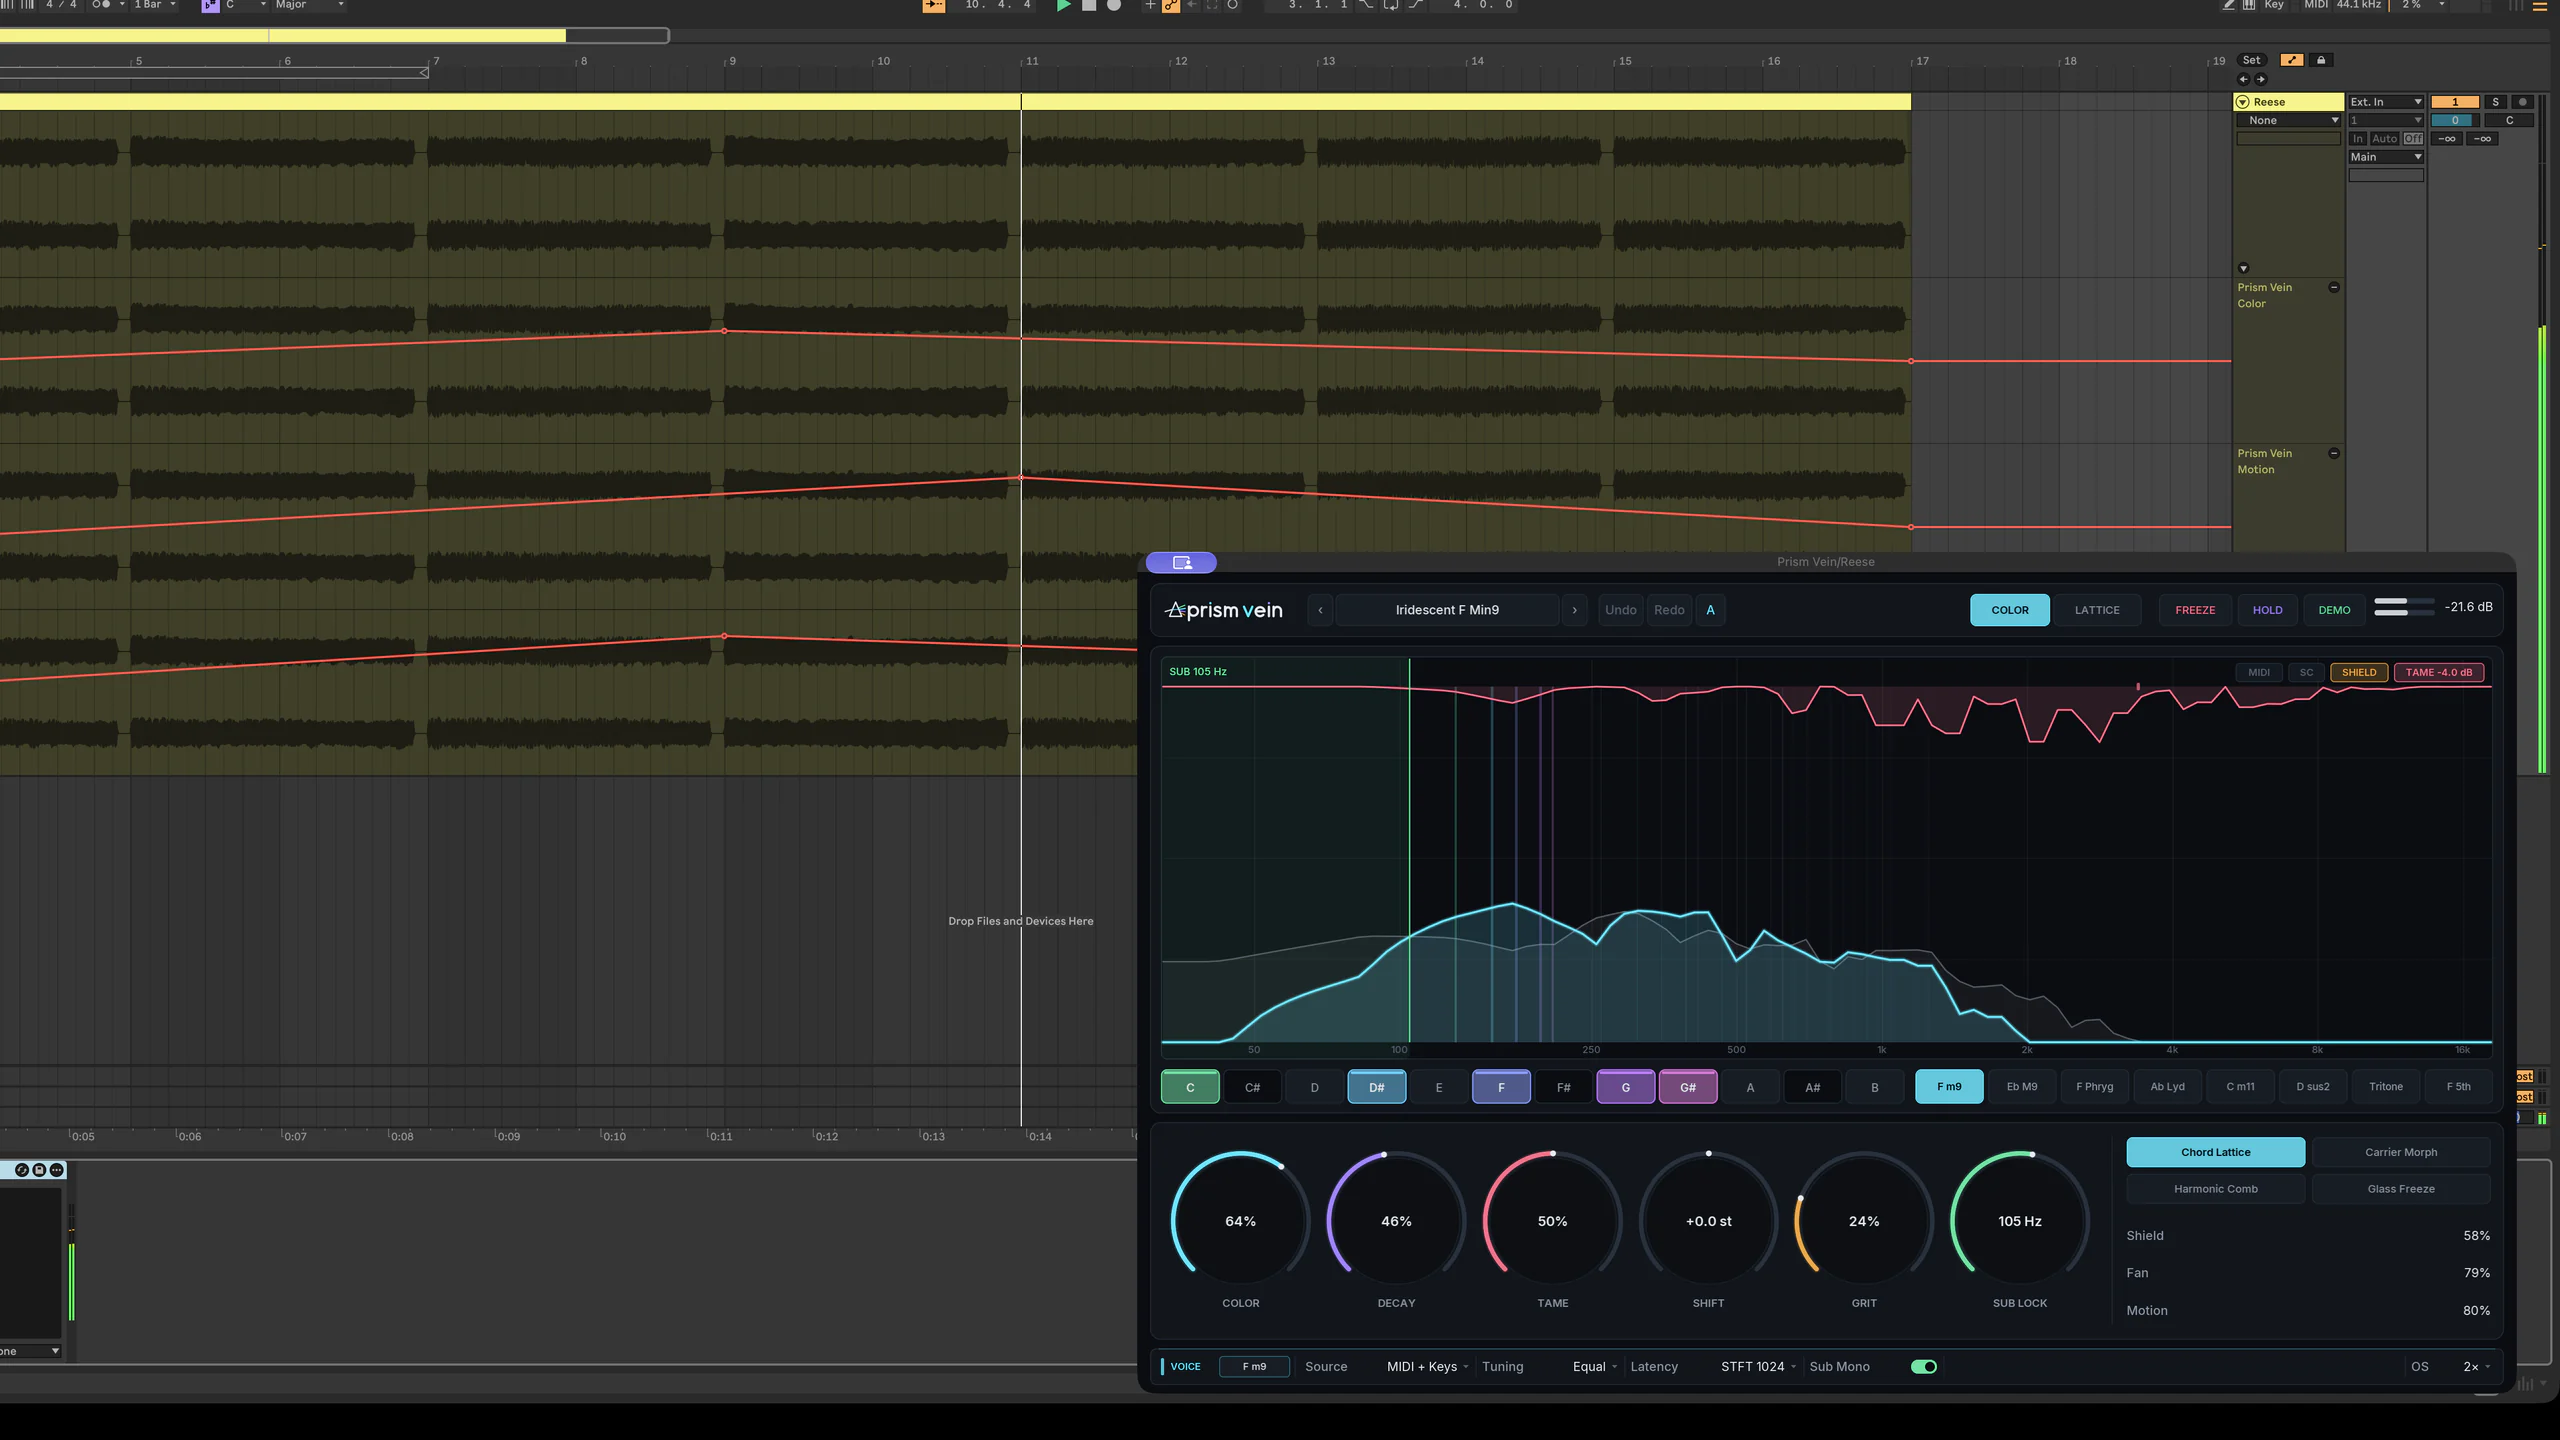 4 / 4 1 Bar C Major 10. 4. 4 3. 1. 1 4. 0. 0 Key MIDI 44.1 kHz 2 %
5 6 7 8 9 10 11 12 13 14 15 16 17 18 19 Set
Reese Ext. In 1 S
None 1 0 C
In Auto Off -∞ -∞
Main
Prism Vein
Color
Prism Vein
Motion
Prism Vein/Reese
prism vein Iridescent F Min9 Undo Redo A COLOR LATTICE FREEZE HOLD DEMO -21.6 dB
SUB 105 Hz MIDI SC SHIELD TAME -4.0 dB
Drop Files and Devices Here
50 100 250 500 1k 2k 4k 8k 16k
C C# D D# E F F# G G# A A# B F m9 Eb M9 F Phryg Ab Lyd C m11 D sus2 Tritone F 5th
ost
ost
0:05 0:06 0:07 0:08 0:09 0:10 0:11 0:12 0:13 0:14
Chord Lattice Carrier Morph
Harmonic Comb Glass Freeze
64% 46% 50% +0.0 st 24% 105 Hz
Shield 58%
Fan 79%
COLOR DECAY TAME SHIFT GRIT SUB LOCK
Motion 80%
one
VOICE F m9 Source MIDI + Keys Tuning Equal Latency STFT 1024 Sub Mono OS 2×